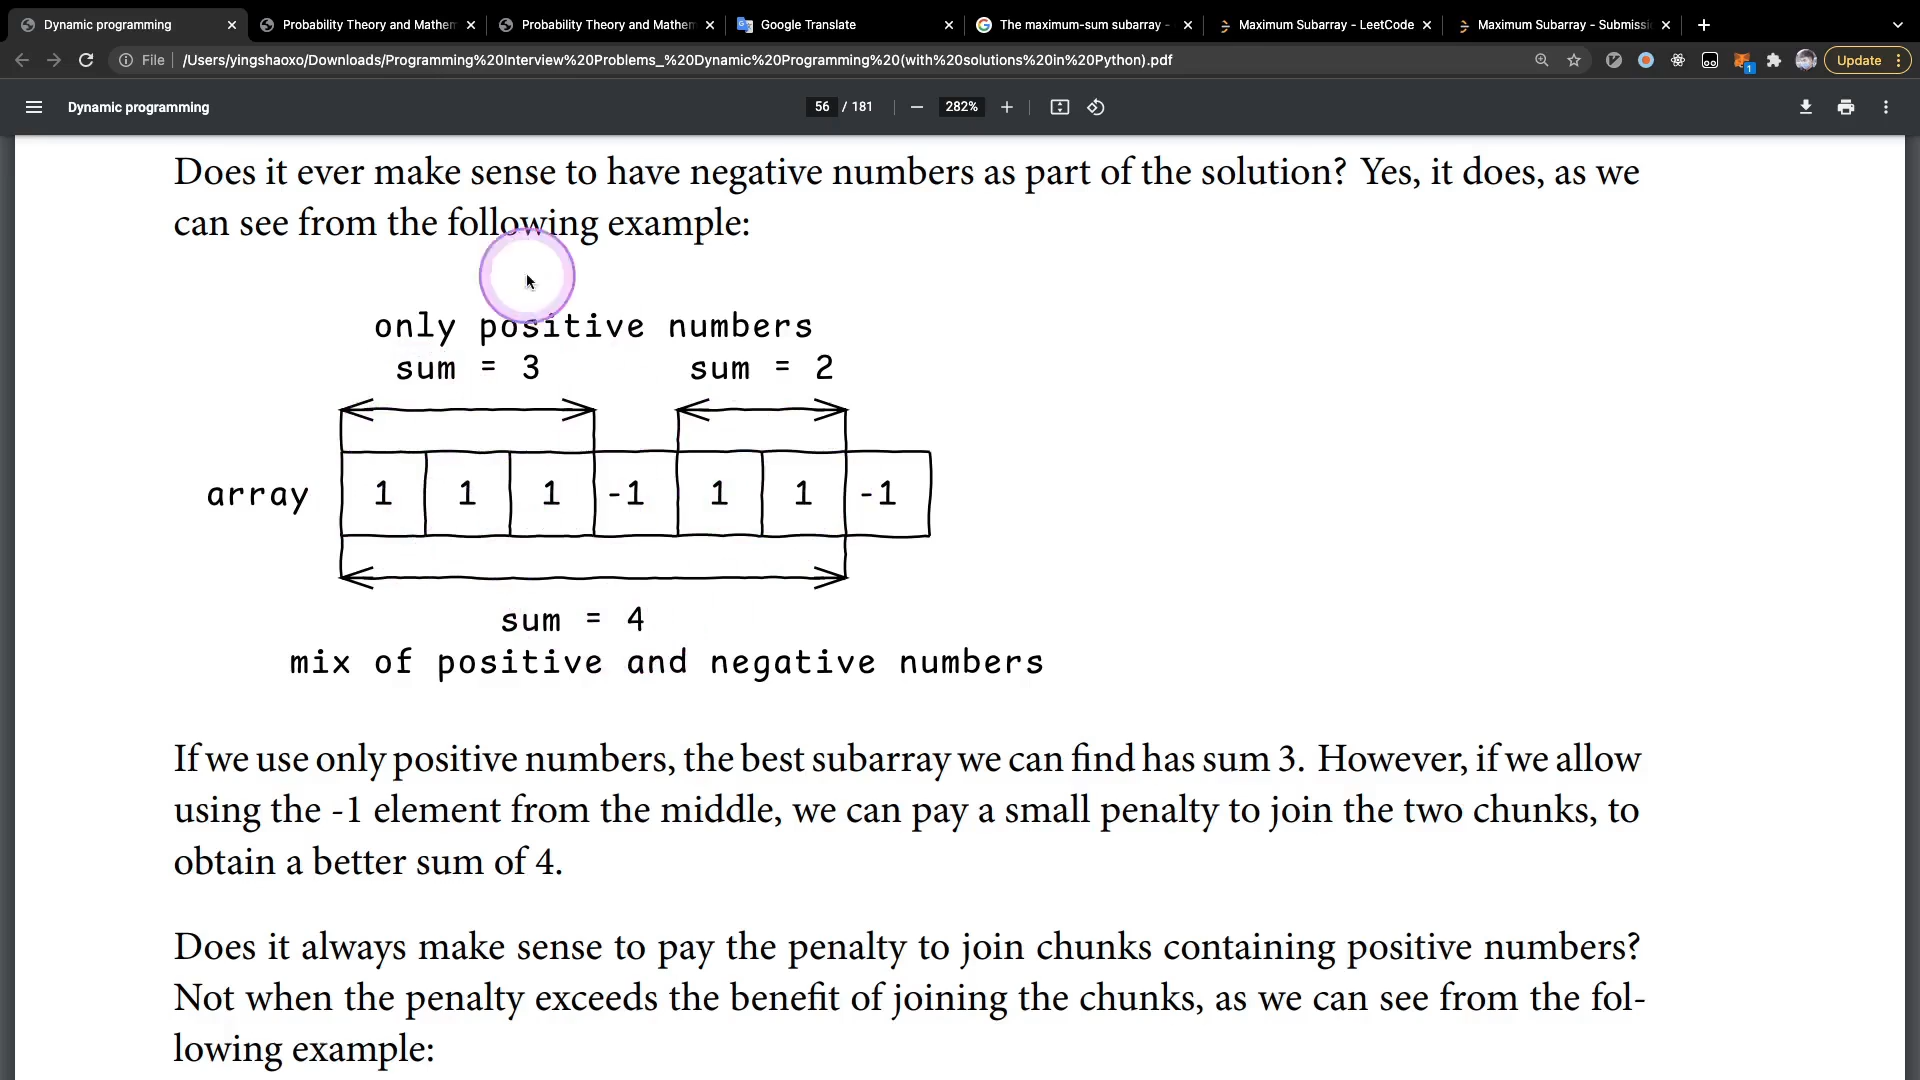 Dynamic programming
Probability Theory and Mathem
Probability Theory and Mathem
Google Translate
The maximum-sum subarray -
Maximum Subarray - LeetCode
Maximum Subarray - Submissi
File
/Users/yingshaoxo/Downloads/Programming%20Interview%20Problems_%20Dynamic%20Programming%20(with%20solutions%20in%20Python).pdf
1
Update
Dynamic programming
56 / 181
282%
Does it ever make sense to have negative numbers as part of the solution? Yes, it does, as we
can see from the following example:
only positive numbers
sum = 3 sum = 2
array 1 1 1 -1 1 1 -1
sum = 4
mix of positive and negative numbers
If we use only positive numbers, the best subarray we can find has sum 3. However, if we allow
using the -1 element from the middle, we can pay a small penalty to join the two chunks, to
obtain a better sum of 4.
Does it always make sense to pay the penalty to join chunks containing positive numbers?
Not when the penalty exceeds the benefit of joining the chunks, as we can see from the fol-
lowing example: